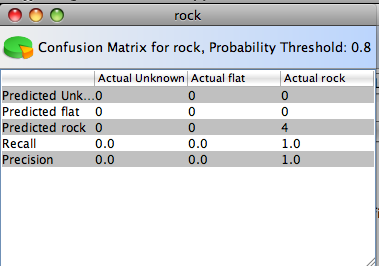 rock
Confusion Matrix for rock, Probability Threshold: 0.8
Actual Unknown Actual flat Actual rock
Predicted Unk... 0 0 0
Predicted flat 0 0 0
Predicted rock 0 0 4
Recall 0.0 0.0 1.0
Precision 0.0 0.0 1.0